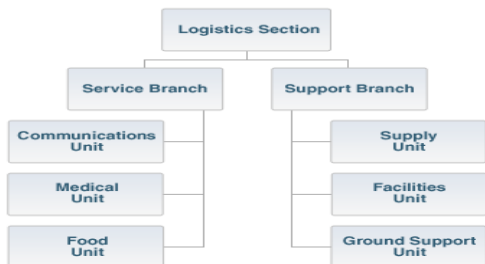 Logistics Section
Service Branch
Support Branch
Communications
Unit
Supply
Unit
Medical
Unit
Facilities
Unit
Food
Unit
Ground Support
Unit